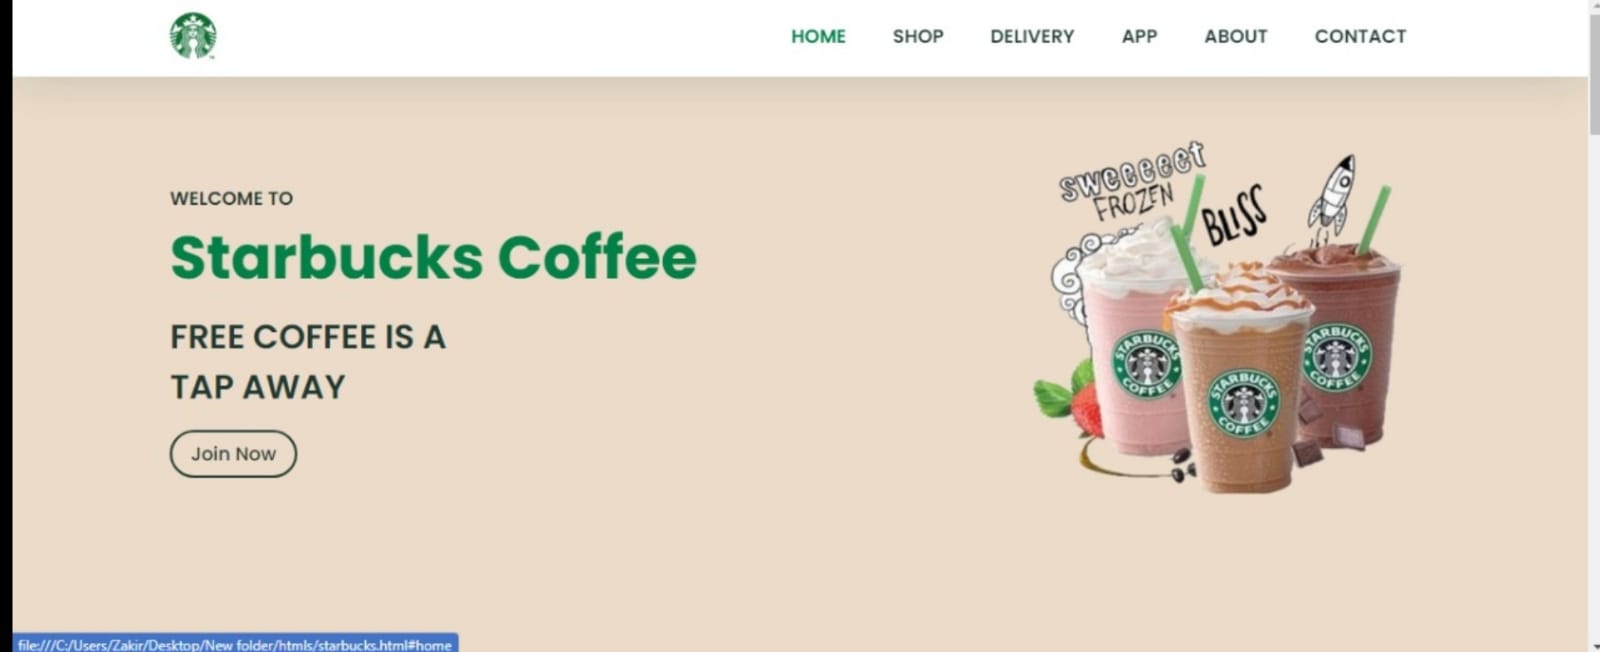 HOME SHOP DELIVERY APP ABOUT CONTACT
WELCOME TO
Starbucks Coffee
FREE COFFEE IS A
TAP AWAY
Join Now
sweeeeet
FROZEN
BLISS
STARBUCKS
COFFEE
STARBUCKS
COFFEE
STARBUCKS
COFFEE
file:///C:/Users/Zakir/Desktop/New folder/htmls/starbucks.html#home